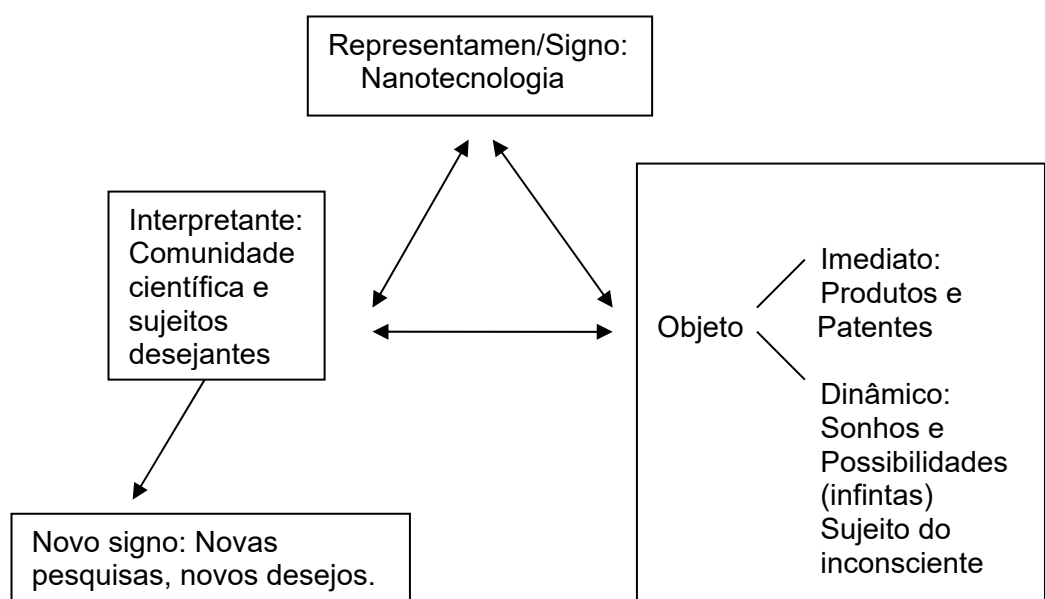 Representamen/Signo:
Nanotecnologia
Interpretante:
Comunidade
científica e
sujeitos
desejantes
Objeto
Imediato:
Produtos e
Patentes
Dinâmico:
Sonhos e
Possibilidades
(infintas)
Sujeito do
inconsciente
Novo signo: Novas
pesquisas, novos desejos.